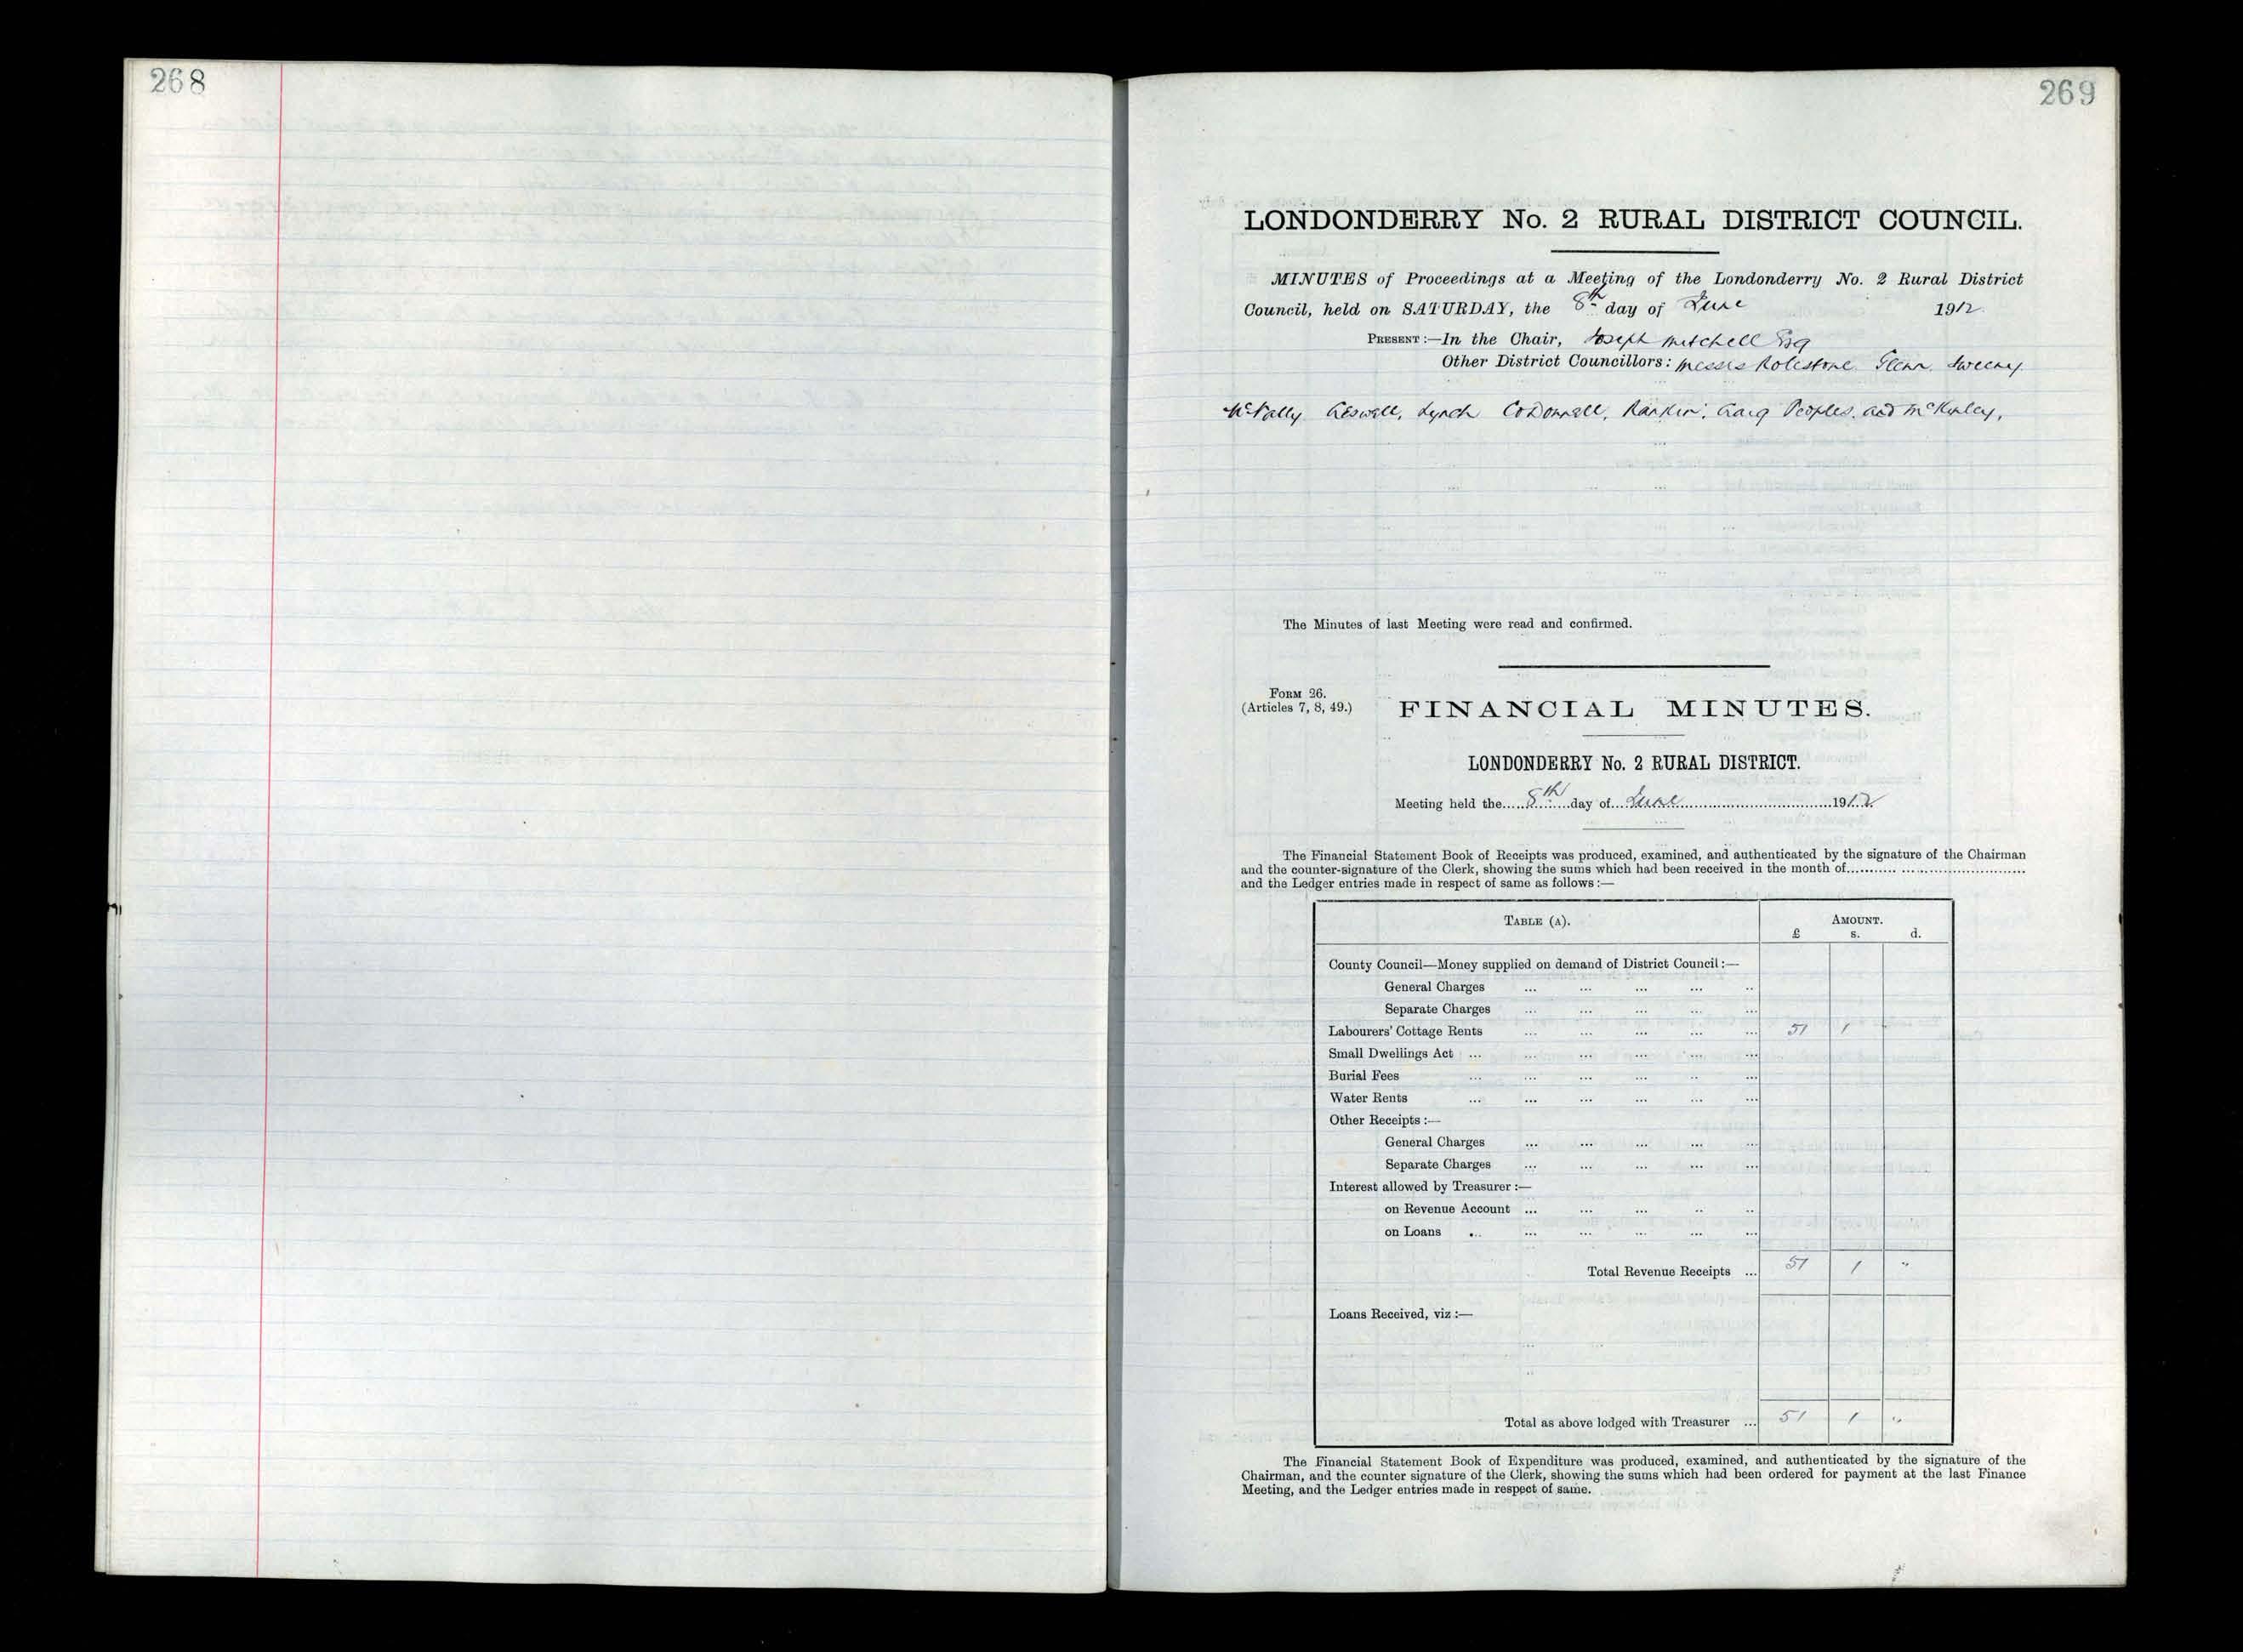 268
269
LONDONDERRY No. 2 RURAL DISTRICT COUNCIL.
MINUTES of Proceedings at a Meeting of the Londonderry No. 2 Rural District
Council, held on SATURDAY, the 8th day of June 1912
PRESENT:—In the Chair, Joseph Mitchell Esq
Other District Councillors: Messrs Rolestone Glenn Sweeny
Lynch O'Donnell, Rankin, Craig Peoples, and McKinley,
The Minutes of last Meeting were read and confirmed.
FORM 26.
(Articles 7, 8, 49.)
FINANCIAL MINUTES.
LONDONDERRY No. 2 RURAL DISTRICT.
Meeting held the 8th day of June 1912
The Financial Statement Book of Receipts was produced, examined, and authenticated by the signature of the Chairman
and the counter-signature of the Clerk, showing the sums which had been received in the month of
and the Ledger entries made in respect of same as follows:—
TABLE (A). AMOUNT.
£ s. d.
County Council—Money supplied on demand of District Council:—
General Charges
Separate Charges
Labourers' Cottage Rents 51 1
Small Dwellings Act
Burial Fees
Water Rents
Other Receipts:—
General Charges
Separate Charges
Interest allowed by Treasurer:—
on Revenue Account
on Loans
Total Revenue Receipts 51 1 "
Loans Received, viz:—
Total as above lodged with Treasurer 51 1 "
The Financial Statement Book of Expenditure was produced, examined, and authenticated by the signature of the
Chairman, and the counter signature of the Clerk, showing the sums which had been ordered for payment at the last Finance
Meeting, and the Ledger entries made in respect of same.